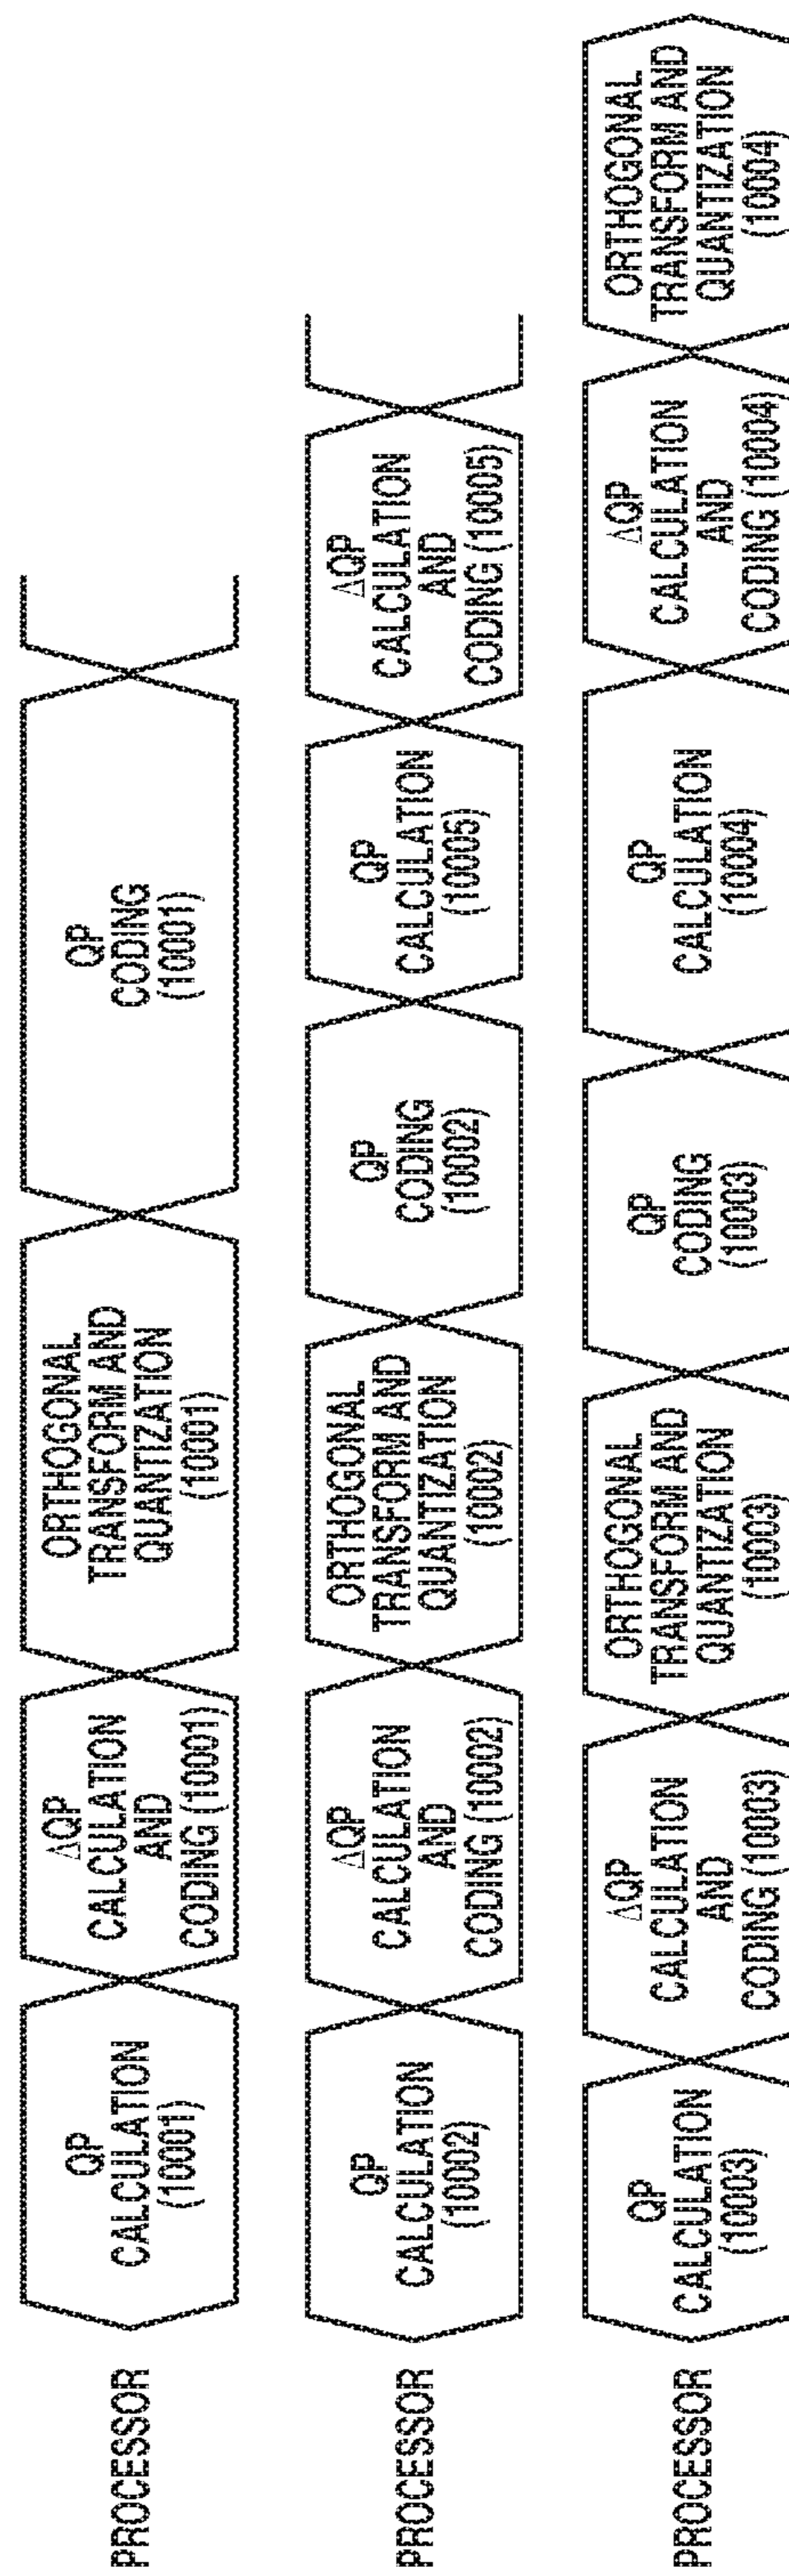 PROCESSOR
QP
CALCULATION
(10001)
ΔQP
CALCULATION
AND
CODING (10001)
ORTHOGONAL
TRANSFORM AND
QUANTIZATION
(10001)
QP
CODING
(10001)
PROCESSOR
QP
CALCULATION
(10002)
ΔQP
CALCULATION
AND
CODING (10002)
ORTHOGONAL
TRANSFORM AND
QUANTIZATION
(10002)
QP
CODING
(10002)
QP
CALCULATION
(10005)
ΔQP
CALCULATION
AND
CODING (10005)
PROCESSOR
QP
CALCULATION
(10003)
ΔQP
CALCULATION
AND
CODING (10003)
ORTHOGONAL
TRANSFORM AND
QUANTIZATION
(10003)
QP
CODING
(10003)
QP
CALCULATION
(10004)
ΔQP
CALCULATION
AND
CODING (10004)
ORTHOGONAL
TRANSFORM AND
QUANTIZATION
(10004)